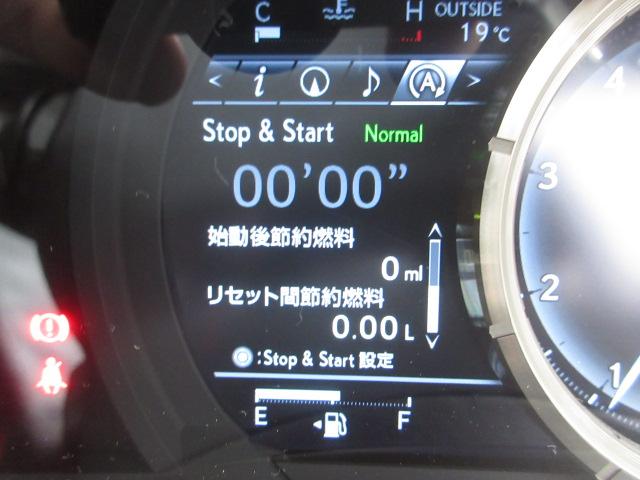 C H OUTSIDE
19℃
< i A >
Stop & Start Normal
00'00"
始動後節約燃料
0 ml
リセット間節約燃料
0.00 L
:Stop & Start 設定
E F
4
3
2
1